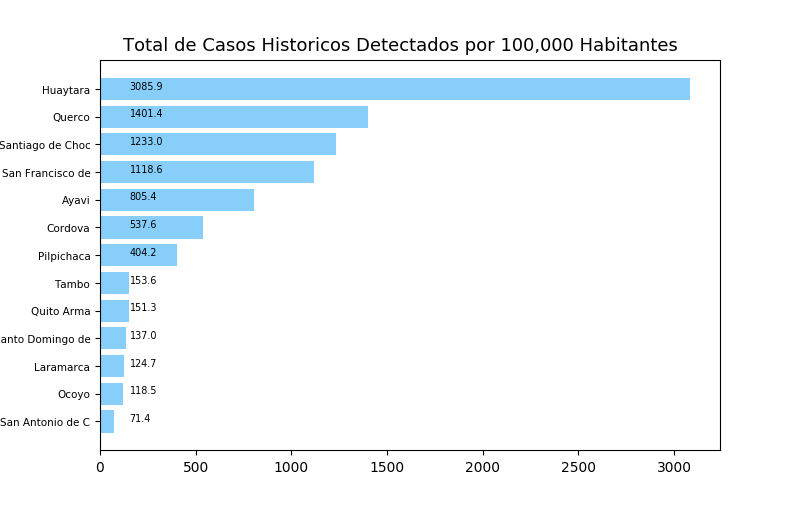 Total de Casos Historicos Detectados por 100,000 Habitantes
Huaytara 3085.9
Querco 1401.4
Santiago de Choc 1233.0
San Francisco de 1118.6
Ayavi 805.4
Cordova 537.6
Pilpichaca 404.2
Tambo 153.6
Quito Arma 151.3
anto Domingo de 137.0
Laramarca 124.7
Ocoyo 118.5
San Antonio de C 71.4
0 500 1000 1500 2000 2500 3000